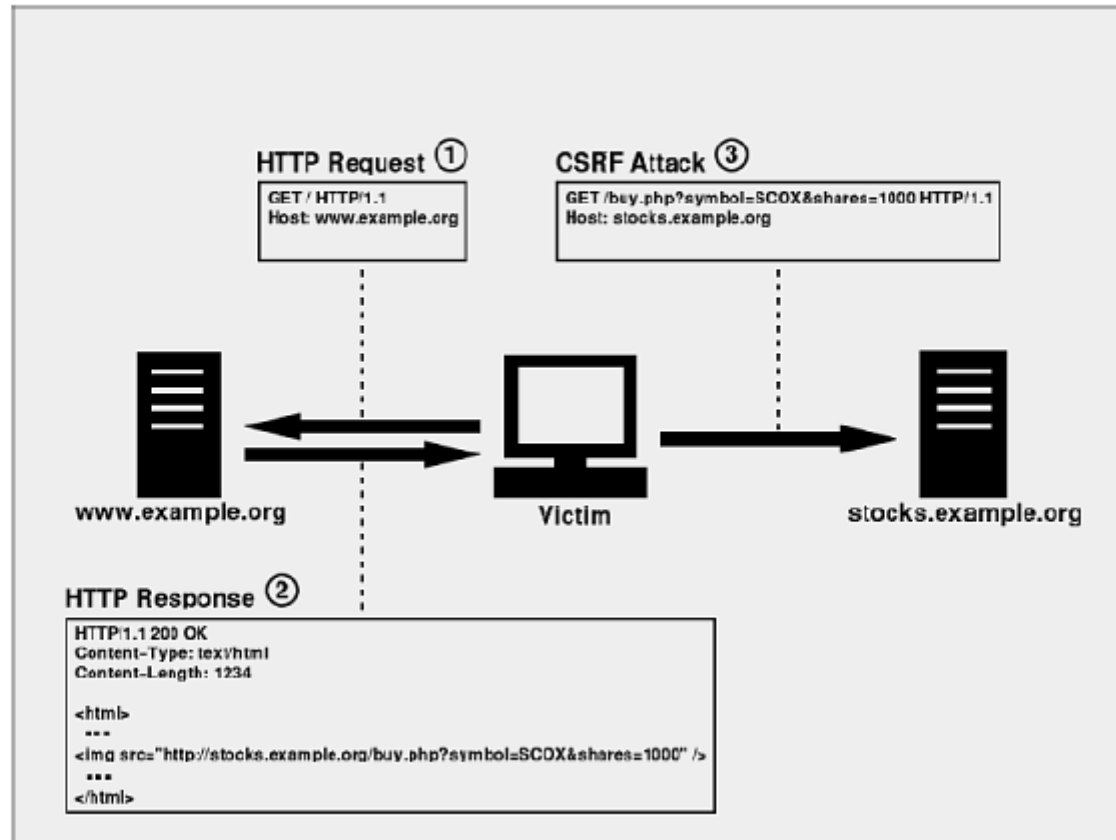 HTTP Request ①
GET / HTTP/1.1
Host: www.example.org
CSRF Attack ③
GET /buy.php?symbol=SCOX&shares=1000 HTTP/1.1
Host: stocks.example.org
www.example.org
Victim
stocks.example.org
HTTP Response ②
HTTP/1.1 200 OK
Content-Type: text/html
Content-Length: 1234
<html>
...
<img src="http://stocks.example.org/buy.php?symbol=SCOX&shares=1000" />
...
</html>